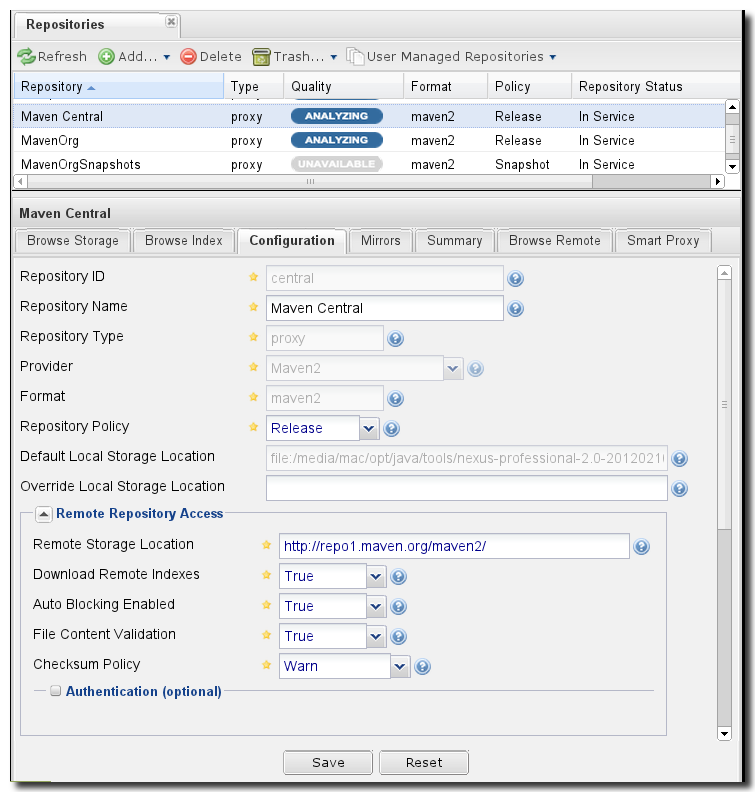 Repositories
Refresh Add... Delete Trash... User Managed Repositories
Repository Type Quality Format Policy Repository Status
Maven Central proxy ANALYZING maven2 Release In Service
MavenOrg proxy ANALYZING maven2 Release In Service
MavenOrgSnapshots proxy UNAVAILABLE maven2 Snapshot In Service
Maven Central
Browse Storage Browse Index Configuration Mirrors Summary Browse Remote Smart Proxy
Repository ID central
Repository Name Maven Central
Repository Type proxy
Provider Maven2
Format maven2
Repository Policy Release
Default Local Storage Location file:/media/mac/opt/java/tools/nexus-professional-2.0-2012021
Override Local Storage Location
Remote Repository Access
Remote Storage Location http://repo1.maven.org/maven2/
Download Remote Indexes True
Auto Blocking Enabled True
File Content Validation True
Checksum Policy Warn
Authentication (optional)
Save Reset